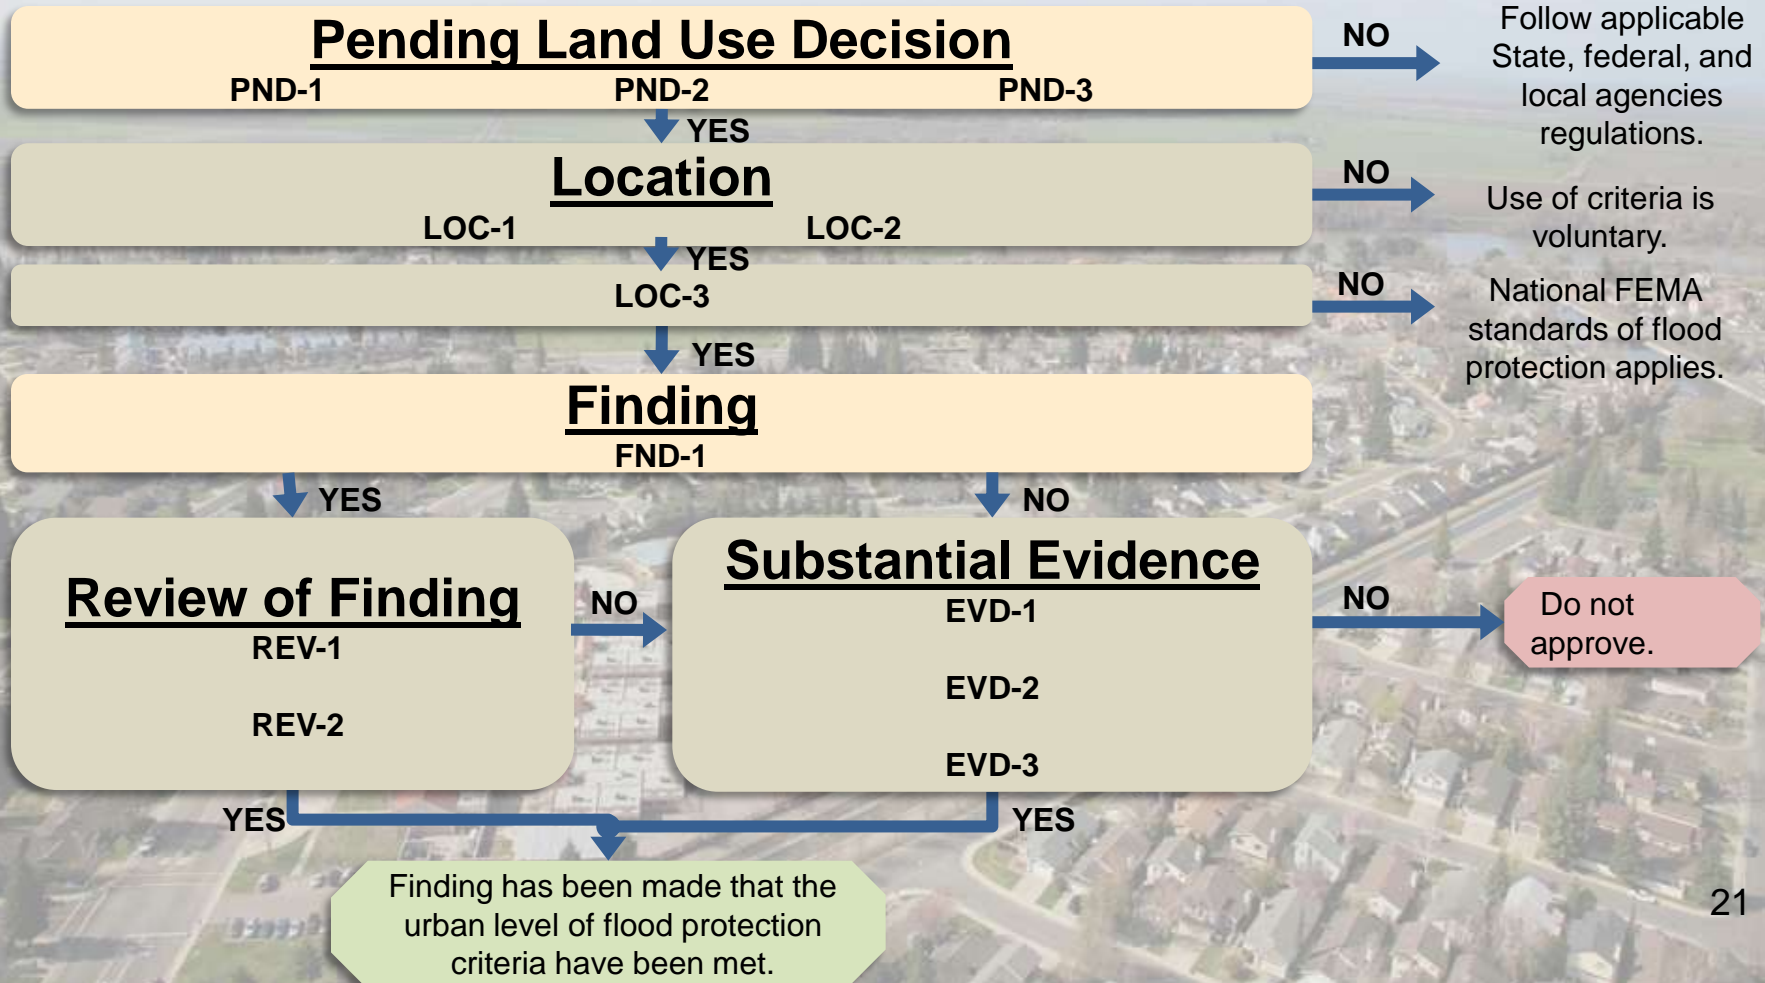 Pending Land Use Decision
PND-1 PND-2 PND-3
NO
Follow applicable
State, federal, and
local agencies
regulations.
YES
Location
LOC-1 LOC-2
NO
Use of criteria is
voluntary.
YES
LOC-3
NO
National FEMA
standards of flood
protection applies.
YES
Finding
FND-1
YES
NO
Review of Finding
REV-1
REV-2
NO
Substantial Evidence
EVD-1
EVD-2
EVD-3
NO
Do not
approve.
YES
YES
Finding has been made that the
urban level of flood protection
criteria have been met.
21